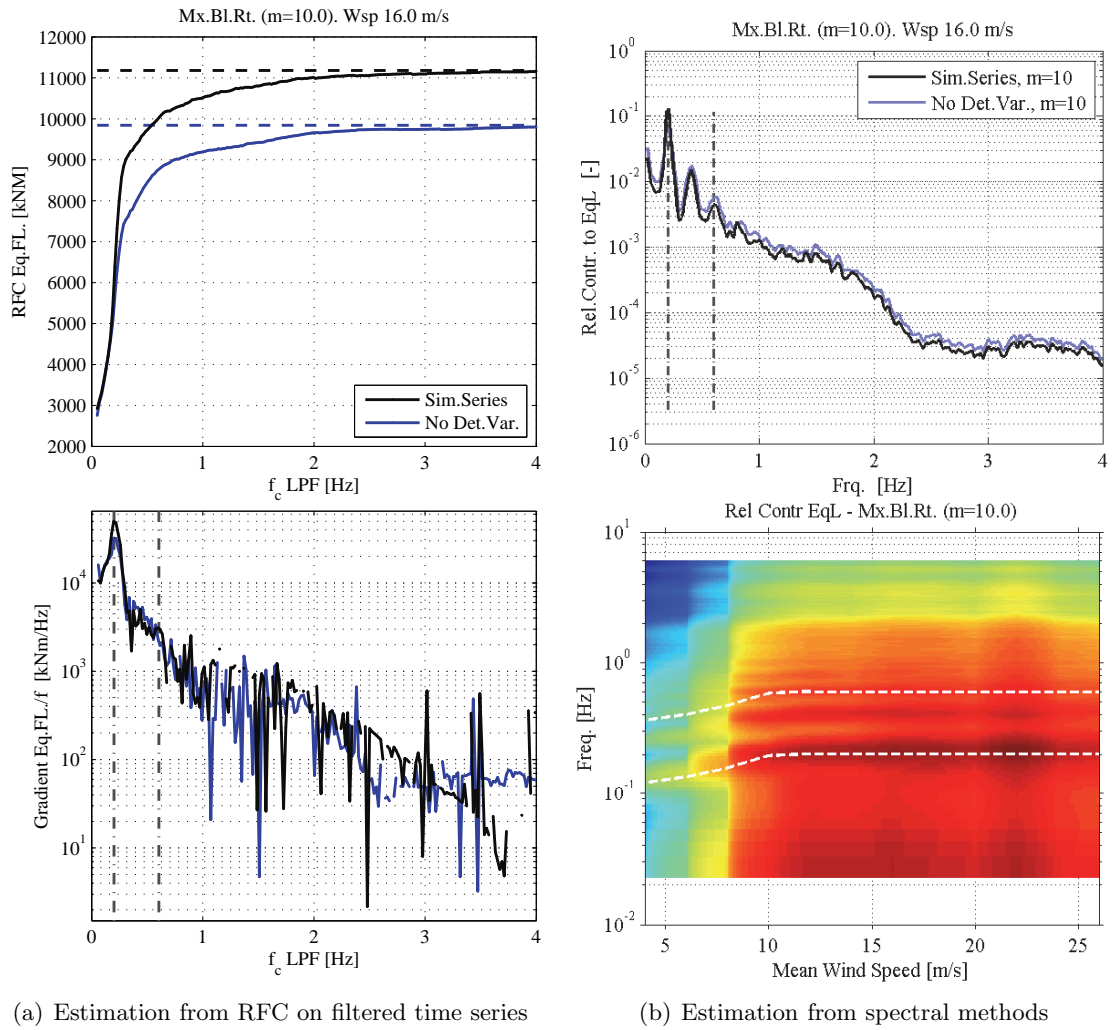 Mx.Bl.Rt. (m=10.0). Wsp 16.0 m/s
12000
11000
10000
9000
8000
7000
6000
5000
4000
3000
2000
RFC Eq.FL. [kNM]
Sim.Series
No Det.Var.
0 1 2 3 4
f_c LPF [Hz]
10^4
10^3
10^2
10^1
Gradient Eq.FL./f [kNm/Hz]
0 1 2 3 4
f_c LPF [Hz]
(a) Estimation from RFC on filtered time series
Mx.Bl.Rt. (m=10.0). Wsp 16.0 m/s
10^0
10^-1
10^-2
10^-3
10^-4
10^-5
10^-6
Rel.Contr. to EqL [-]
Sim.Series, m=10
No Det.Var., m=10
0 1 2 3 4
Frq. [Hz]
Rel Contr EqL - Mx.Bl.Rt. (m=10.0)
10^1
10^0
10^-1
10^-2
Freq. [Hz]
5 10 15 20 25
Mean Wind Speed [m/s]
(b) Estimation from spectral methods